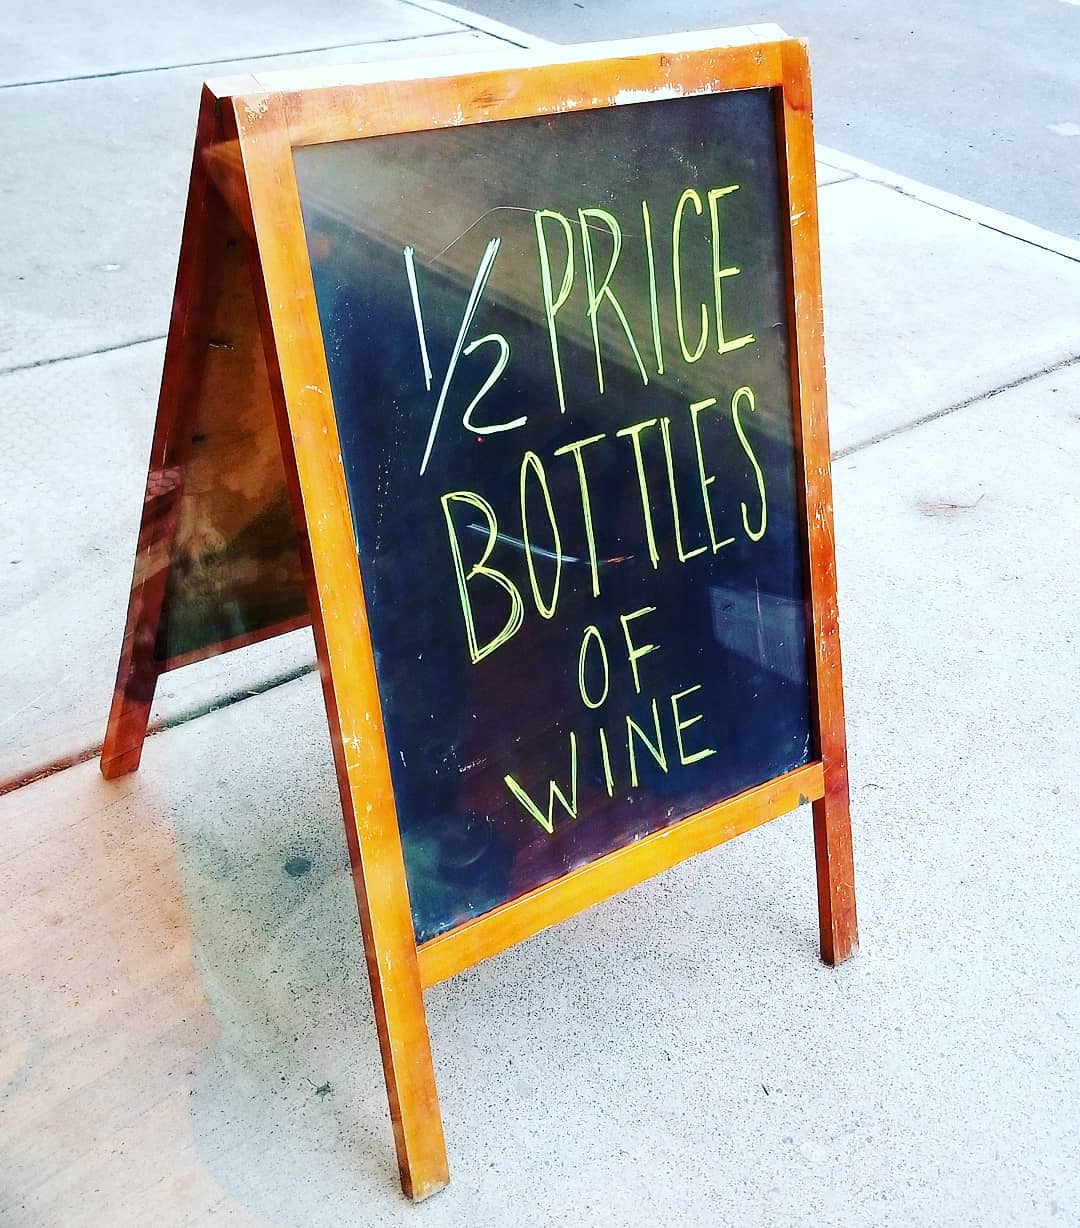 1/2 PRICE
BOTTLES
OF
WINE